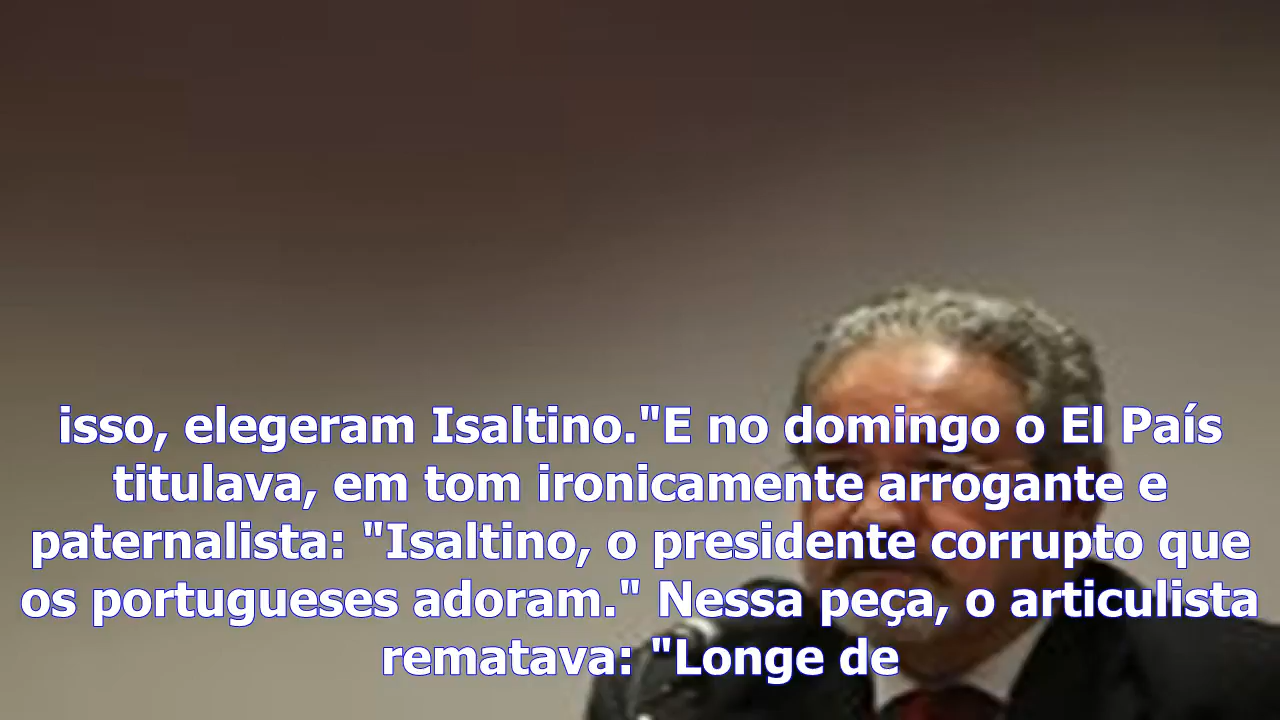 isso, elegeram Isaltino."E no domingo o El País
titulava, em tom ironicamente arrogante e
paternalista: "Isaltino, o presidente corrupto que
os portugueses adoram." Nessa peça, o articulista
rematava: "Longe de